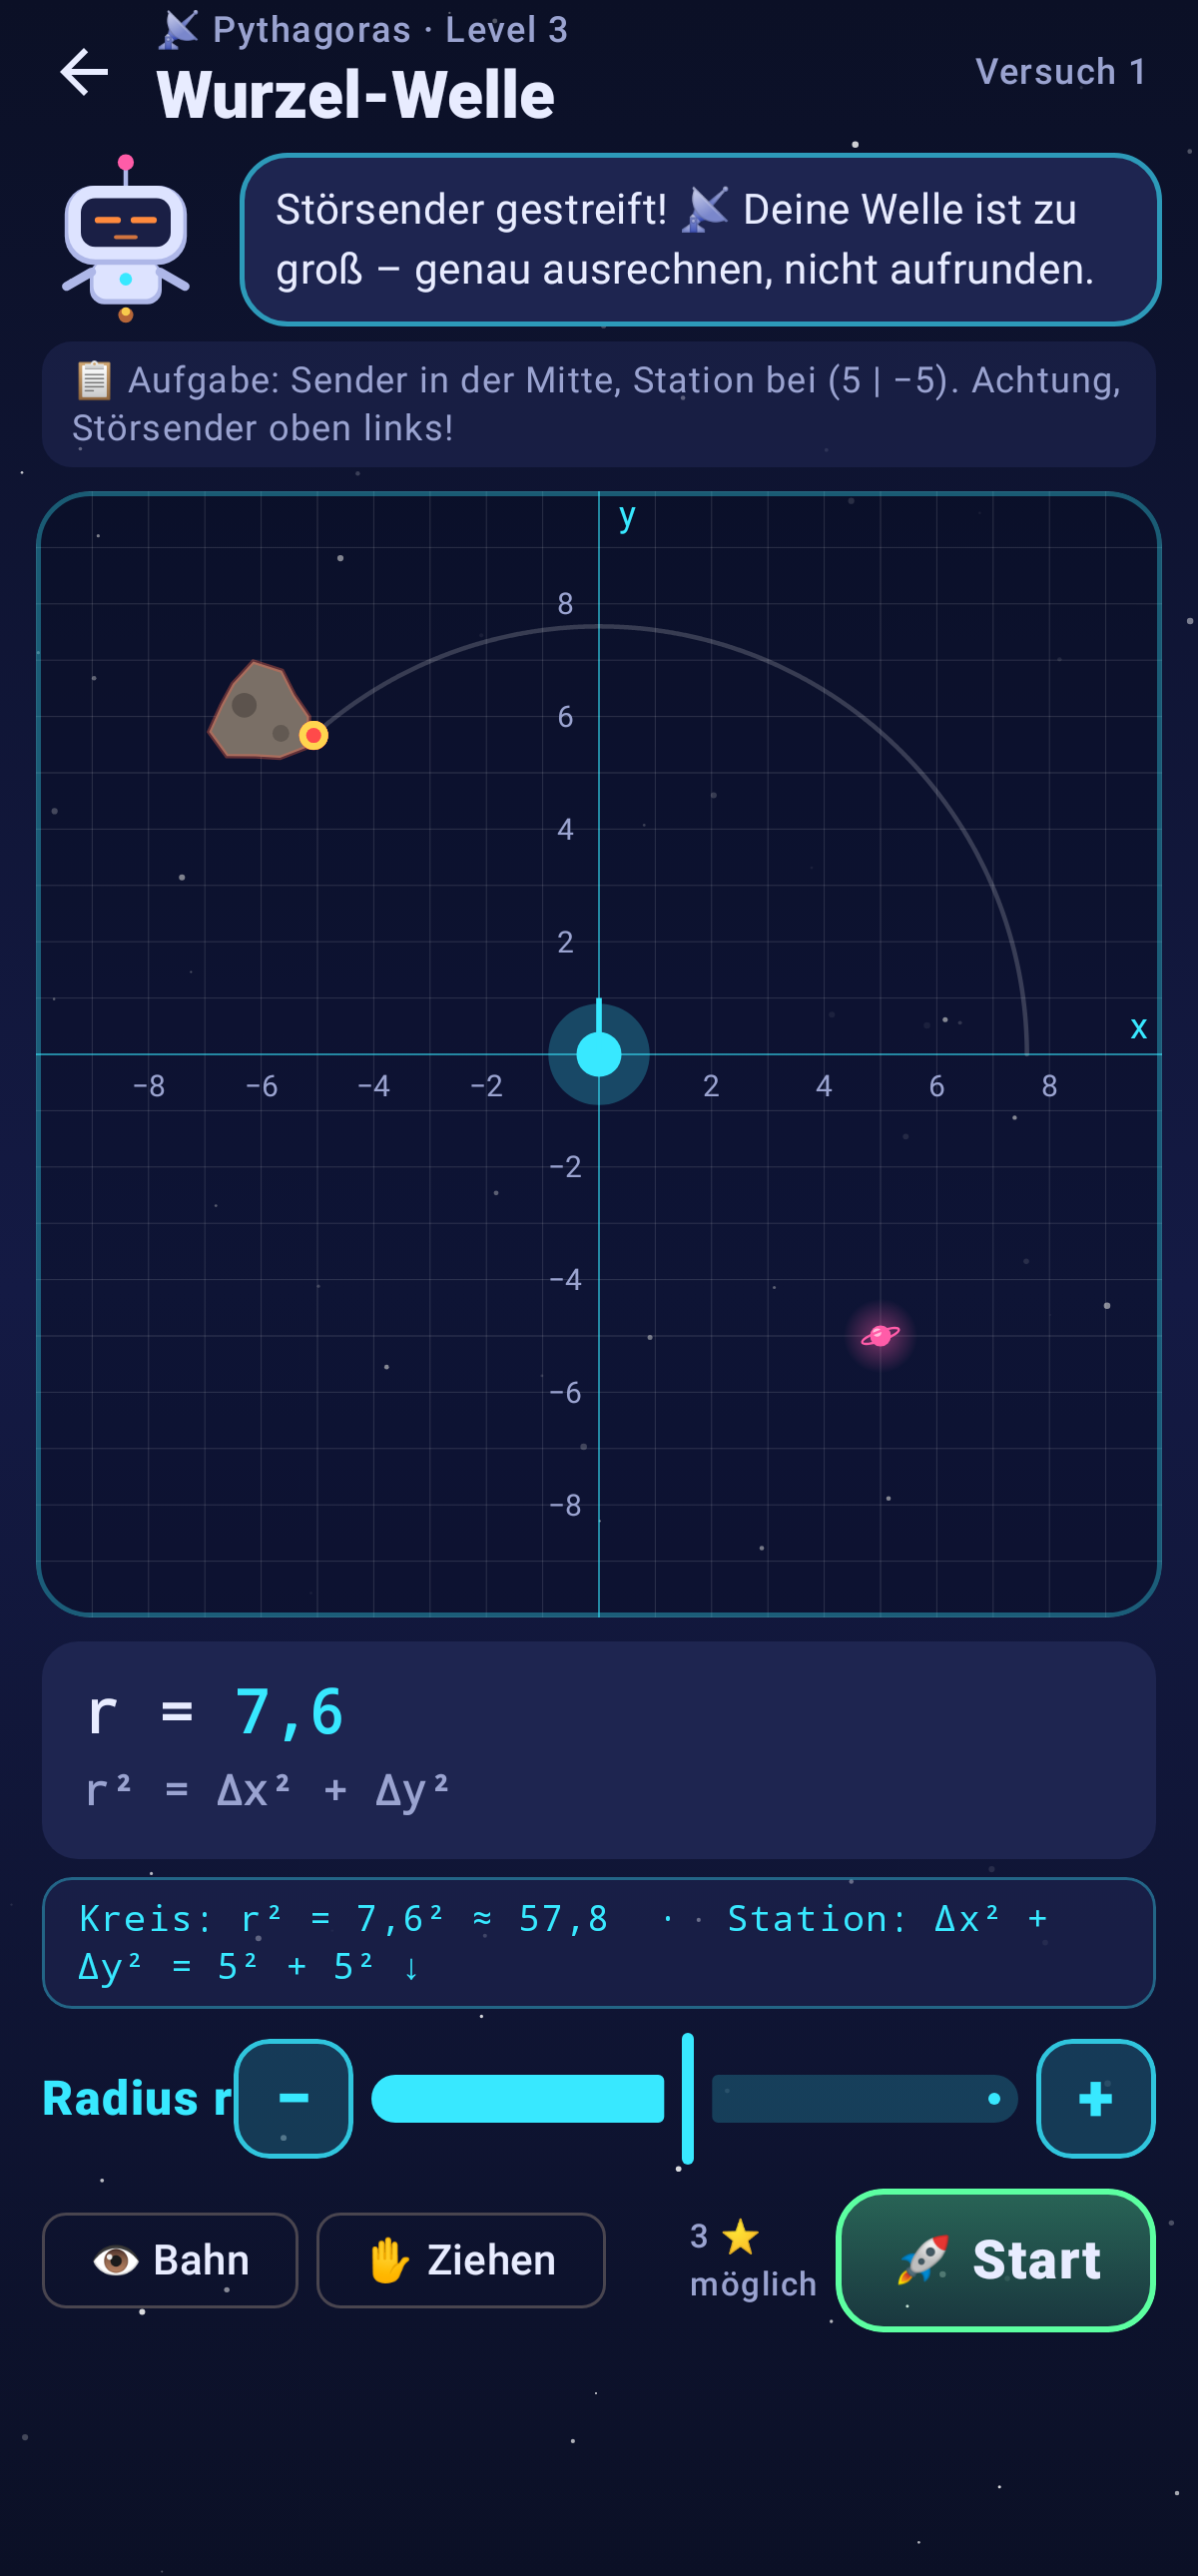 Pythagoras · Level 3
Wurzel-Welle
Versuch 1
Störsender gestreift! 📡 Deine Welle ist zu
groß – genau ausrechnen, nicht aufrunden.
📋 Aufgabe: Sender in der Mitte, Station bei (5 | −5). Achtung,
Störsender oben links!
y
8
6
4
2
x
−8 −6 −4 −2 2 4 6 8
−2
−4
−6
−8
r = 7,6
r² = Δx² + Δy²
Kreis: r² = 7,6² ≈ 57,8 · Station: Δx² +
Δy² = 5² + 5² ↓
Radius r − +
👁 Bahn
✋ Ziehen
3 ⭐
möglich
🚀 Start